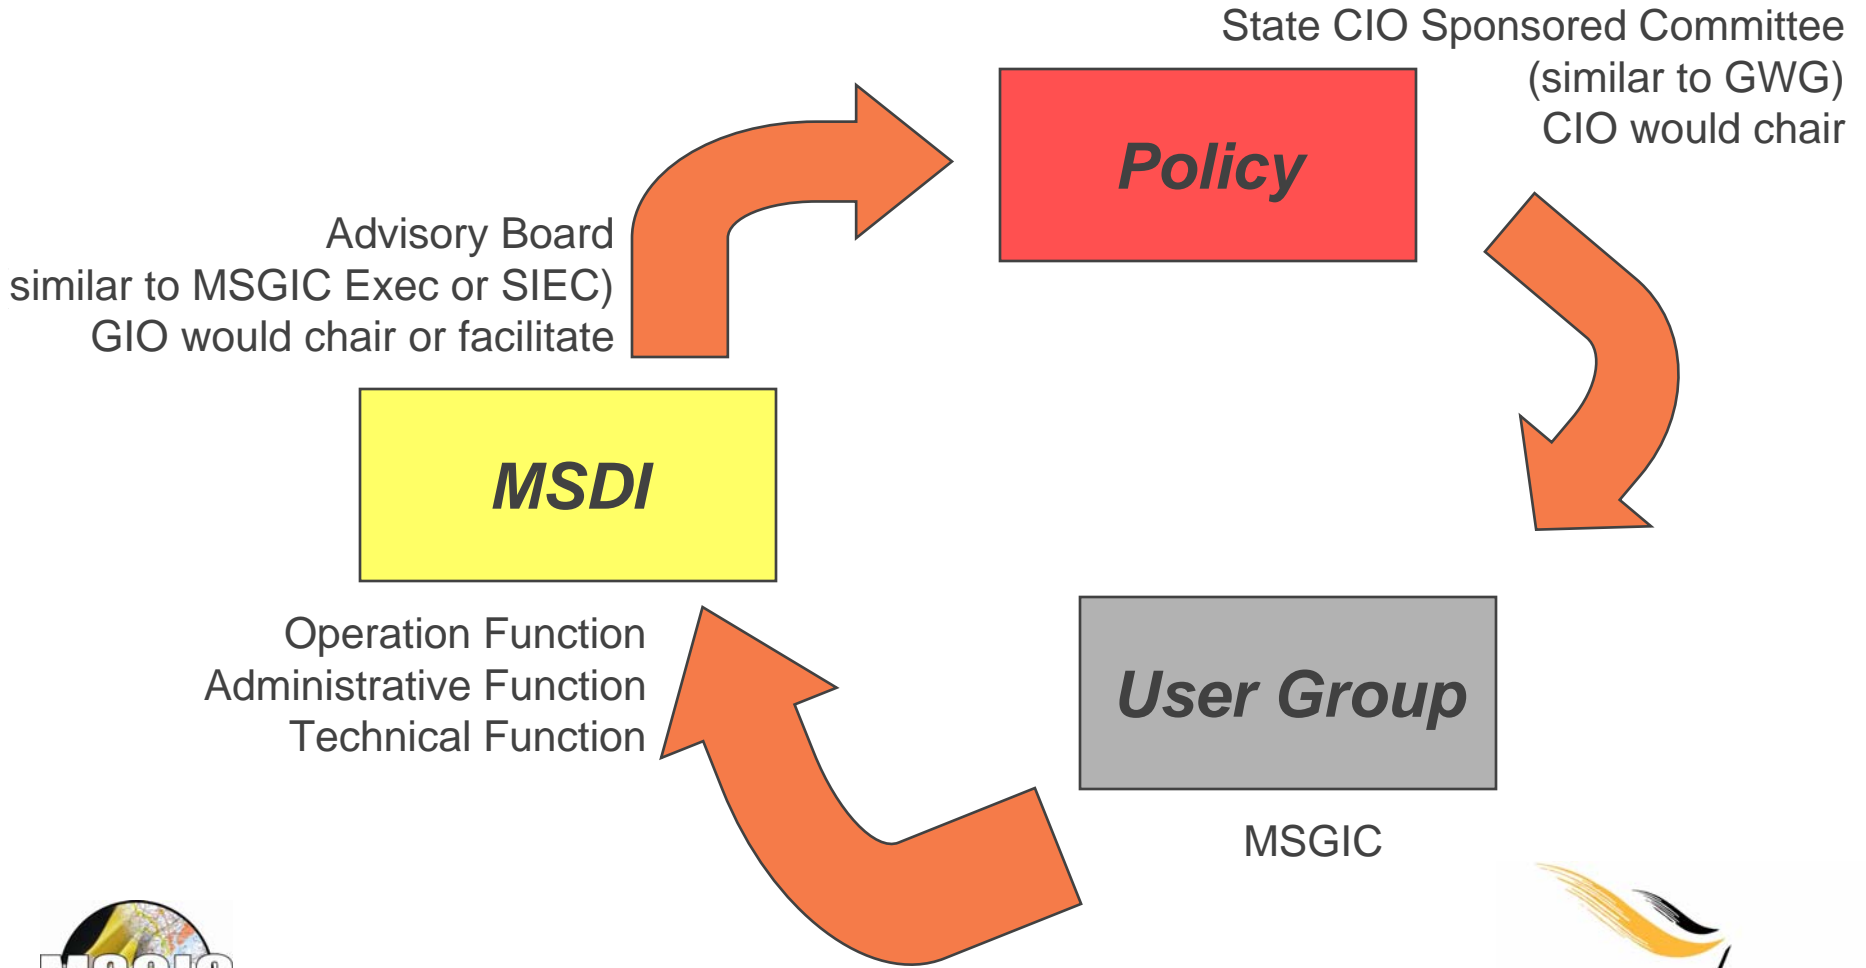 State CIO Sponsored Committee
(similar to GWG)
CIO would chair
Policy
Advisory Board
similar to MSGIC Exec or SIEC)
GIO would chair or facilitate
MSDI
Operation Function
Administrative Function
Technical Function
User Group
MSGIC